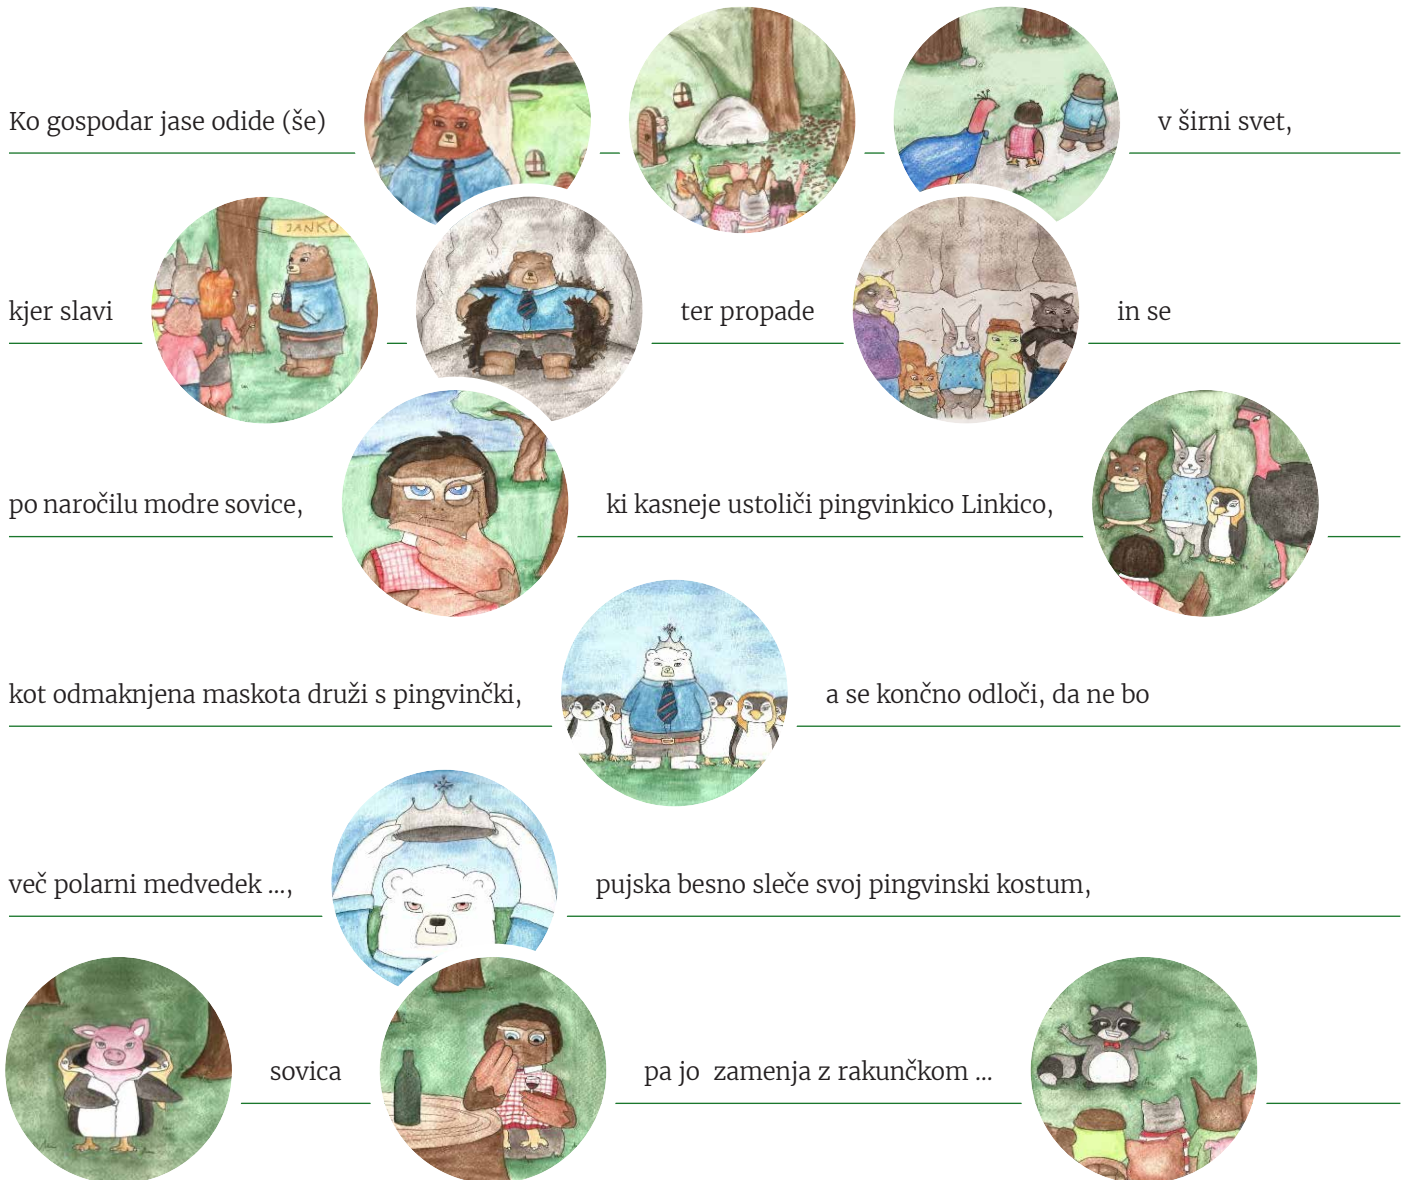 Ko gospodar jase odide (še) v širni svet,
JANKO
kjer slavi ter propade in se
po naročilu modre sovice, ki kasneje ustoliči pingvinkico Linkico,
kot odmaknjena maskota druži s pingvinčki, a se končno odloči, da ne bo
več polarni medvedek ..., pujska besno sleče svoj pingvinski kostum,
sovica pa jo zamenja z rakunčkom ...